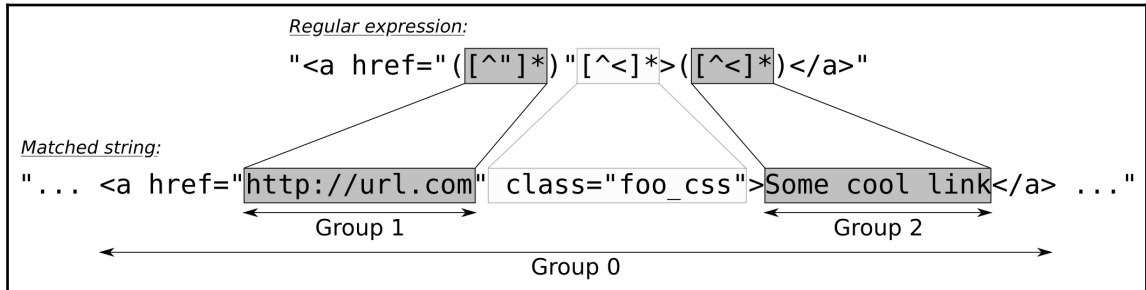 Regular expression:
"<a href="([^"]*)"[^<]*>([^<]*)</a>"
Matched string:
"... <a href="http://url.com" class="foo_css">Some cool link</a> ..."
Group 1 Group 2
Group 0